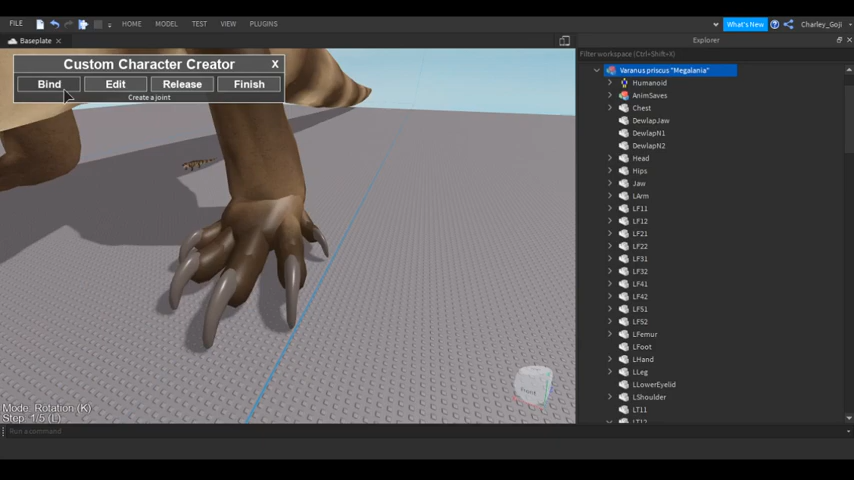 FILE HOME MODEL TEST VIEW PLUGINS What's New Charley_Goji
Baseplate Explorer
Custom Character Creator X
Filter workspace (Ctrl+Shift+X)
Bind Edit Release Finish
Create a joint
Varanus priscus "Megalania"
Humanoid
AnimSaves
Chest
DewlapJaw
DewlapN1
DewlapN2
Head
Hips
Jaw
LArm
LF11
LF12
LF21
LF22
LF31
LF32
LF41
LF42
LF51
LF52
LFemur
LFoot
LHand
LLeg
LLowerEyelid
LShoulder
LT11
LT12
Front
Mode: Rotation (K)
Step: 1/5 (L)
Run a command